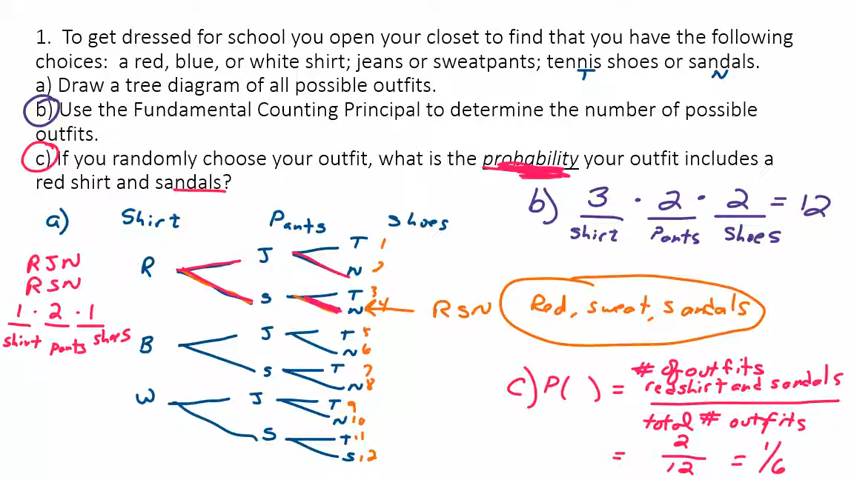 1. To get dressed for school you open your closet to find that you have the following
choices: a red, blue, or white shirt; jeans or sweatpants; tennis shoes or sandals.
T N
a) Draw a tree diagram of all possible outfits.
b) Use the Fundamental Counting Principal to determine the number of possible
outfits.
c) If you randomly choose your outfit, what is the probability your outfit includes a
red shirt and sandals?
a) Shirt Pants Shoes
R J T 1
N 2
S T 3
N 4
B J T 5
N 6
S T 7
N 8
W J T 9
N 10
S T 11
S 12
RJN
RSN
1 · 2 · 1
shirt pants shoes
b) 3 · 2 · 2 = 12
shirt Pants Shoes
RSN Red, sweat, sandals
c) P( ) = # of outfits
red shirt and sandals
total # outfits
= 2
12 = 1/6